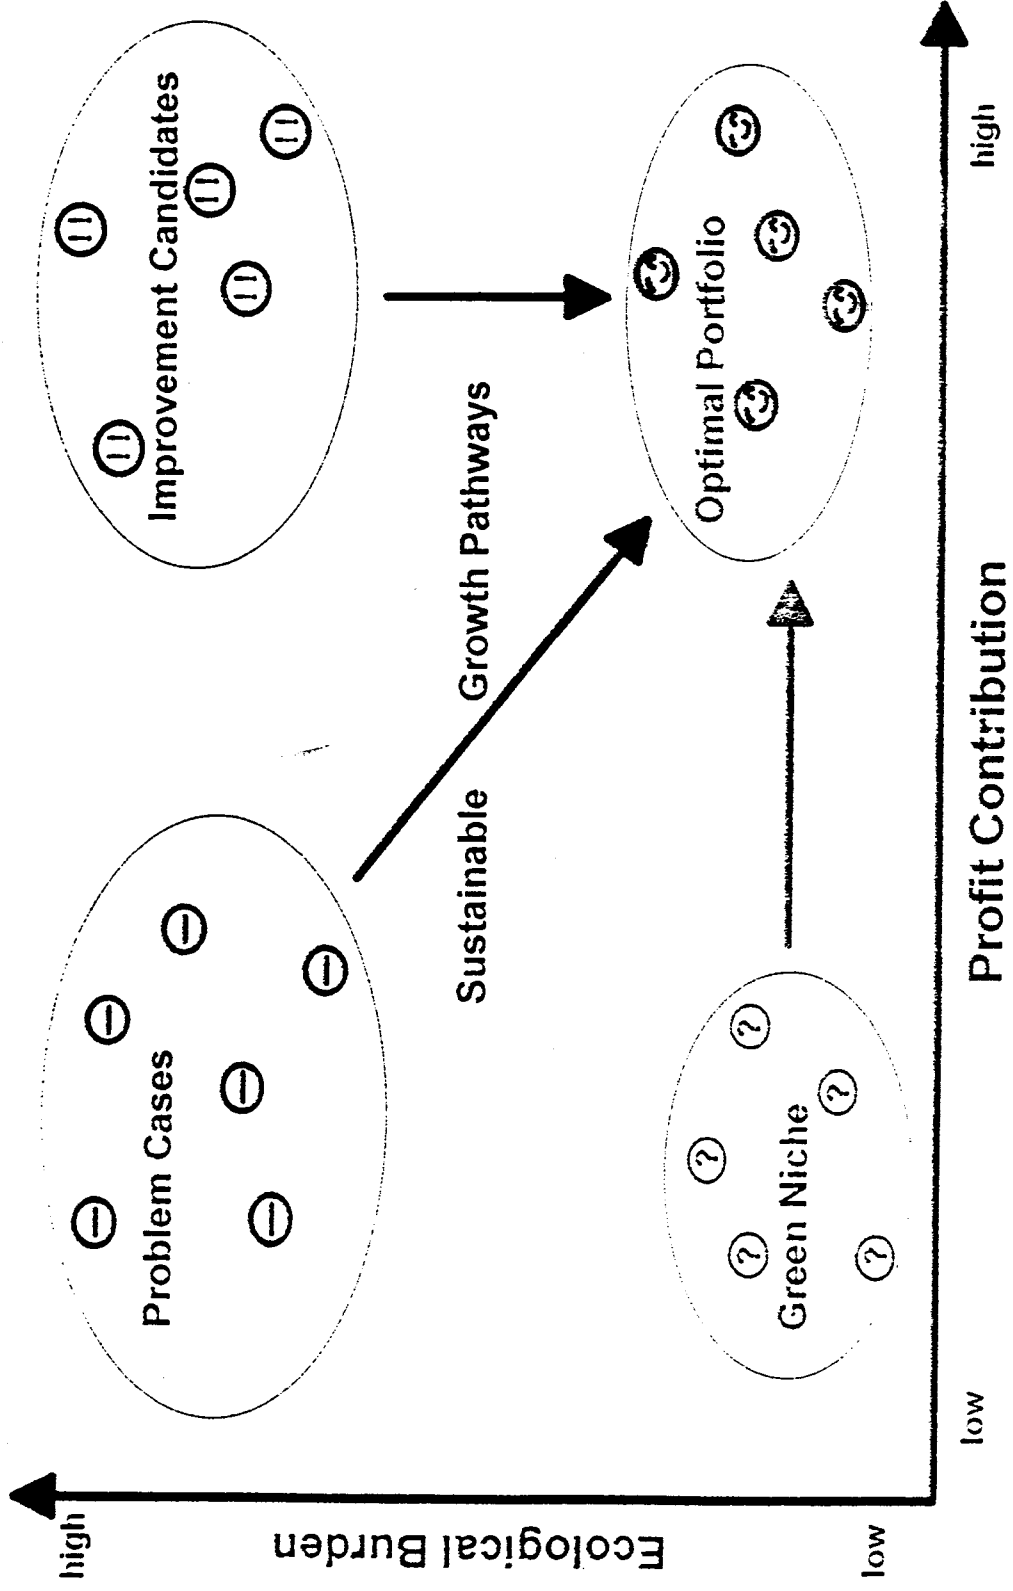 high
Ecological Burden
low
Problem Cases
Improvement Candidates
Sustainable Growth Pathways
Green Niche
Optimal Portfolio
low
high
Profit Contribution
–
–
–
–
–
–
!!
!!
!!
!!
!!
?
?
?
?
?